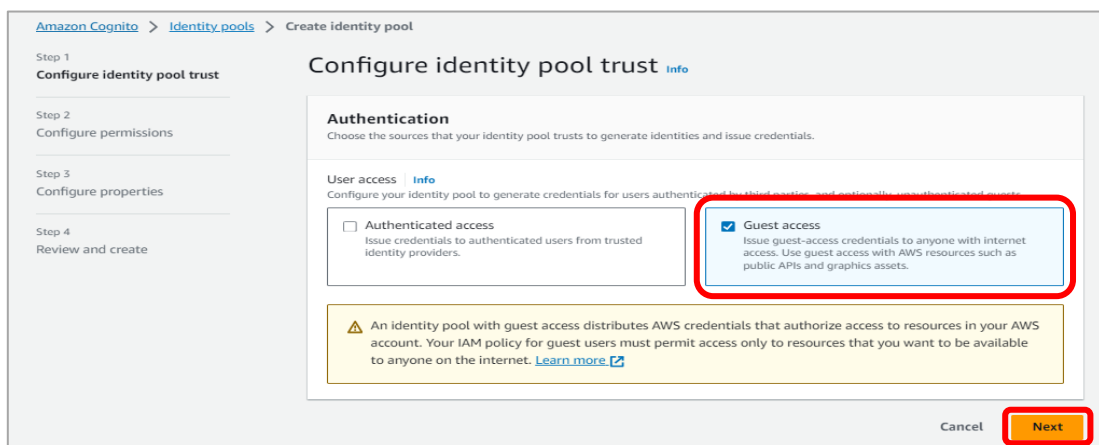 Amazon Cognito > Identity pools > Create identity pool
Step 1
Configure identity pool trust
Step 2
Configure permissions
Step 3
Configure properties
Step 4
Review and create
Configure identity pool trust Info
Authentication
Choose the sources that your identity pool trusts to generate identities and issue credentials.
User access Info
Configure your identity pool to generate credentials for users authenticated by third parties, and optionally, unauthenticated guests.
Authenticated access
Issue credentials to authenticated users from trusted
identity providers.
Guest access
Issue guest-access credentials to anyone with internet
access. Use guest access with AWS resources such as
public APIs and graphics assets.
An identity pool with guest access distributes AWS credentials that authorize access to resources in your AWS
account. Your IAM policy for guest users must permit access only to resources that you want to be available
to anyone on the internet. Learn more
Cancel Next